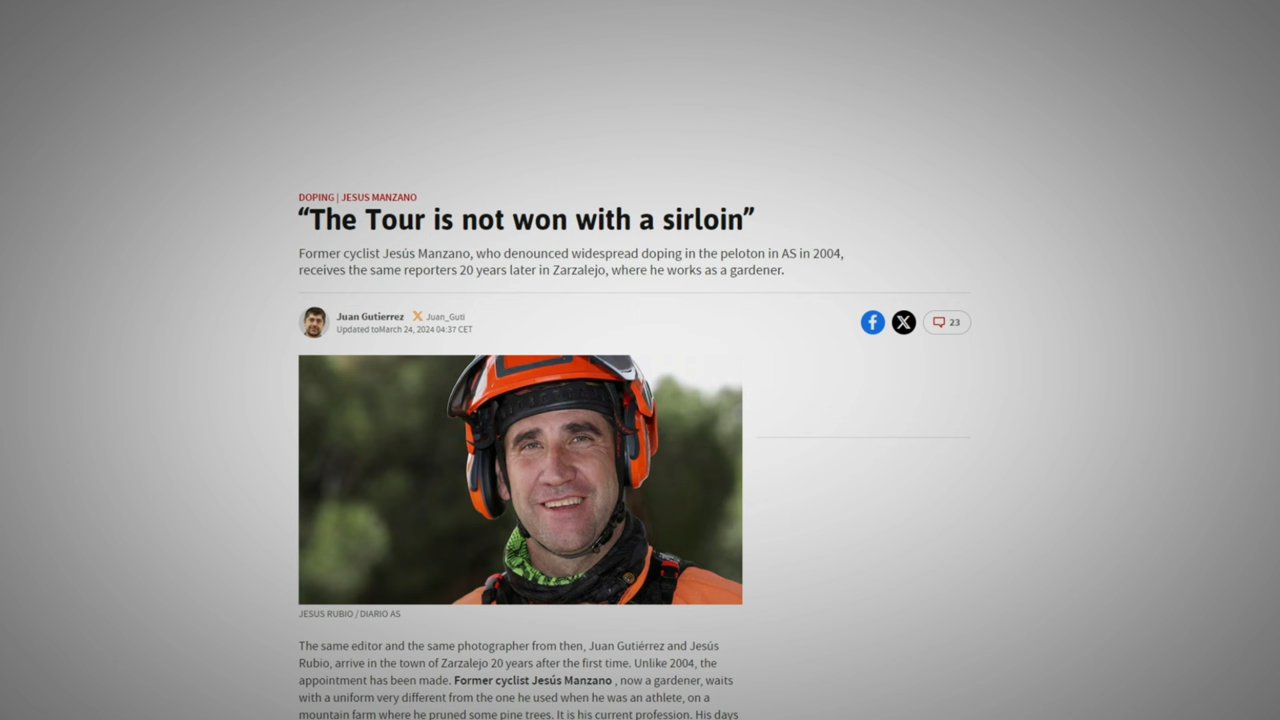 DOPING | JESUS MANZANO
“The Tour is not won with a sirloin”
Former cyclist Jesús Manzano, who denounced widespread doping in the peloton in AS in 2004,
receives the same reporters 20 years later in Zarzalejo, where he works as a gardener.
Juan Gutierrez Juan_Guti
Updated toMarch 24, 2024 04:37 CET
23
JESUS RUBIO / DIARIO AS
The same editor and the same photographer from then, Juan Gutiérrez and Jesús
Rubio, arrive in the town of Zarzalejo 20 years after the first time. Unlike 2004, the
appointment has been made. Former cyclist Jesús Manzano , now a gardener, waits
with a uniform very different from the one he used when he was an athlete, on a
mountain farm where he pruned some pine trees. It is his current profession. His days